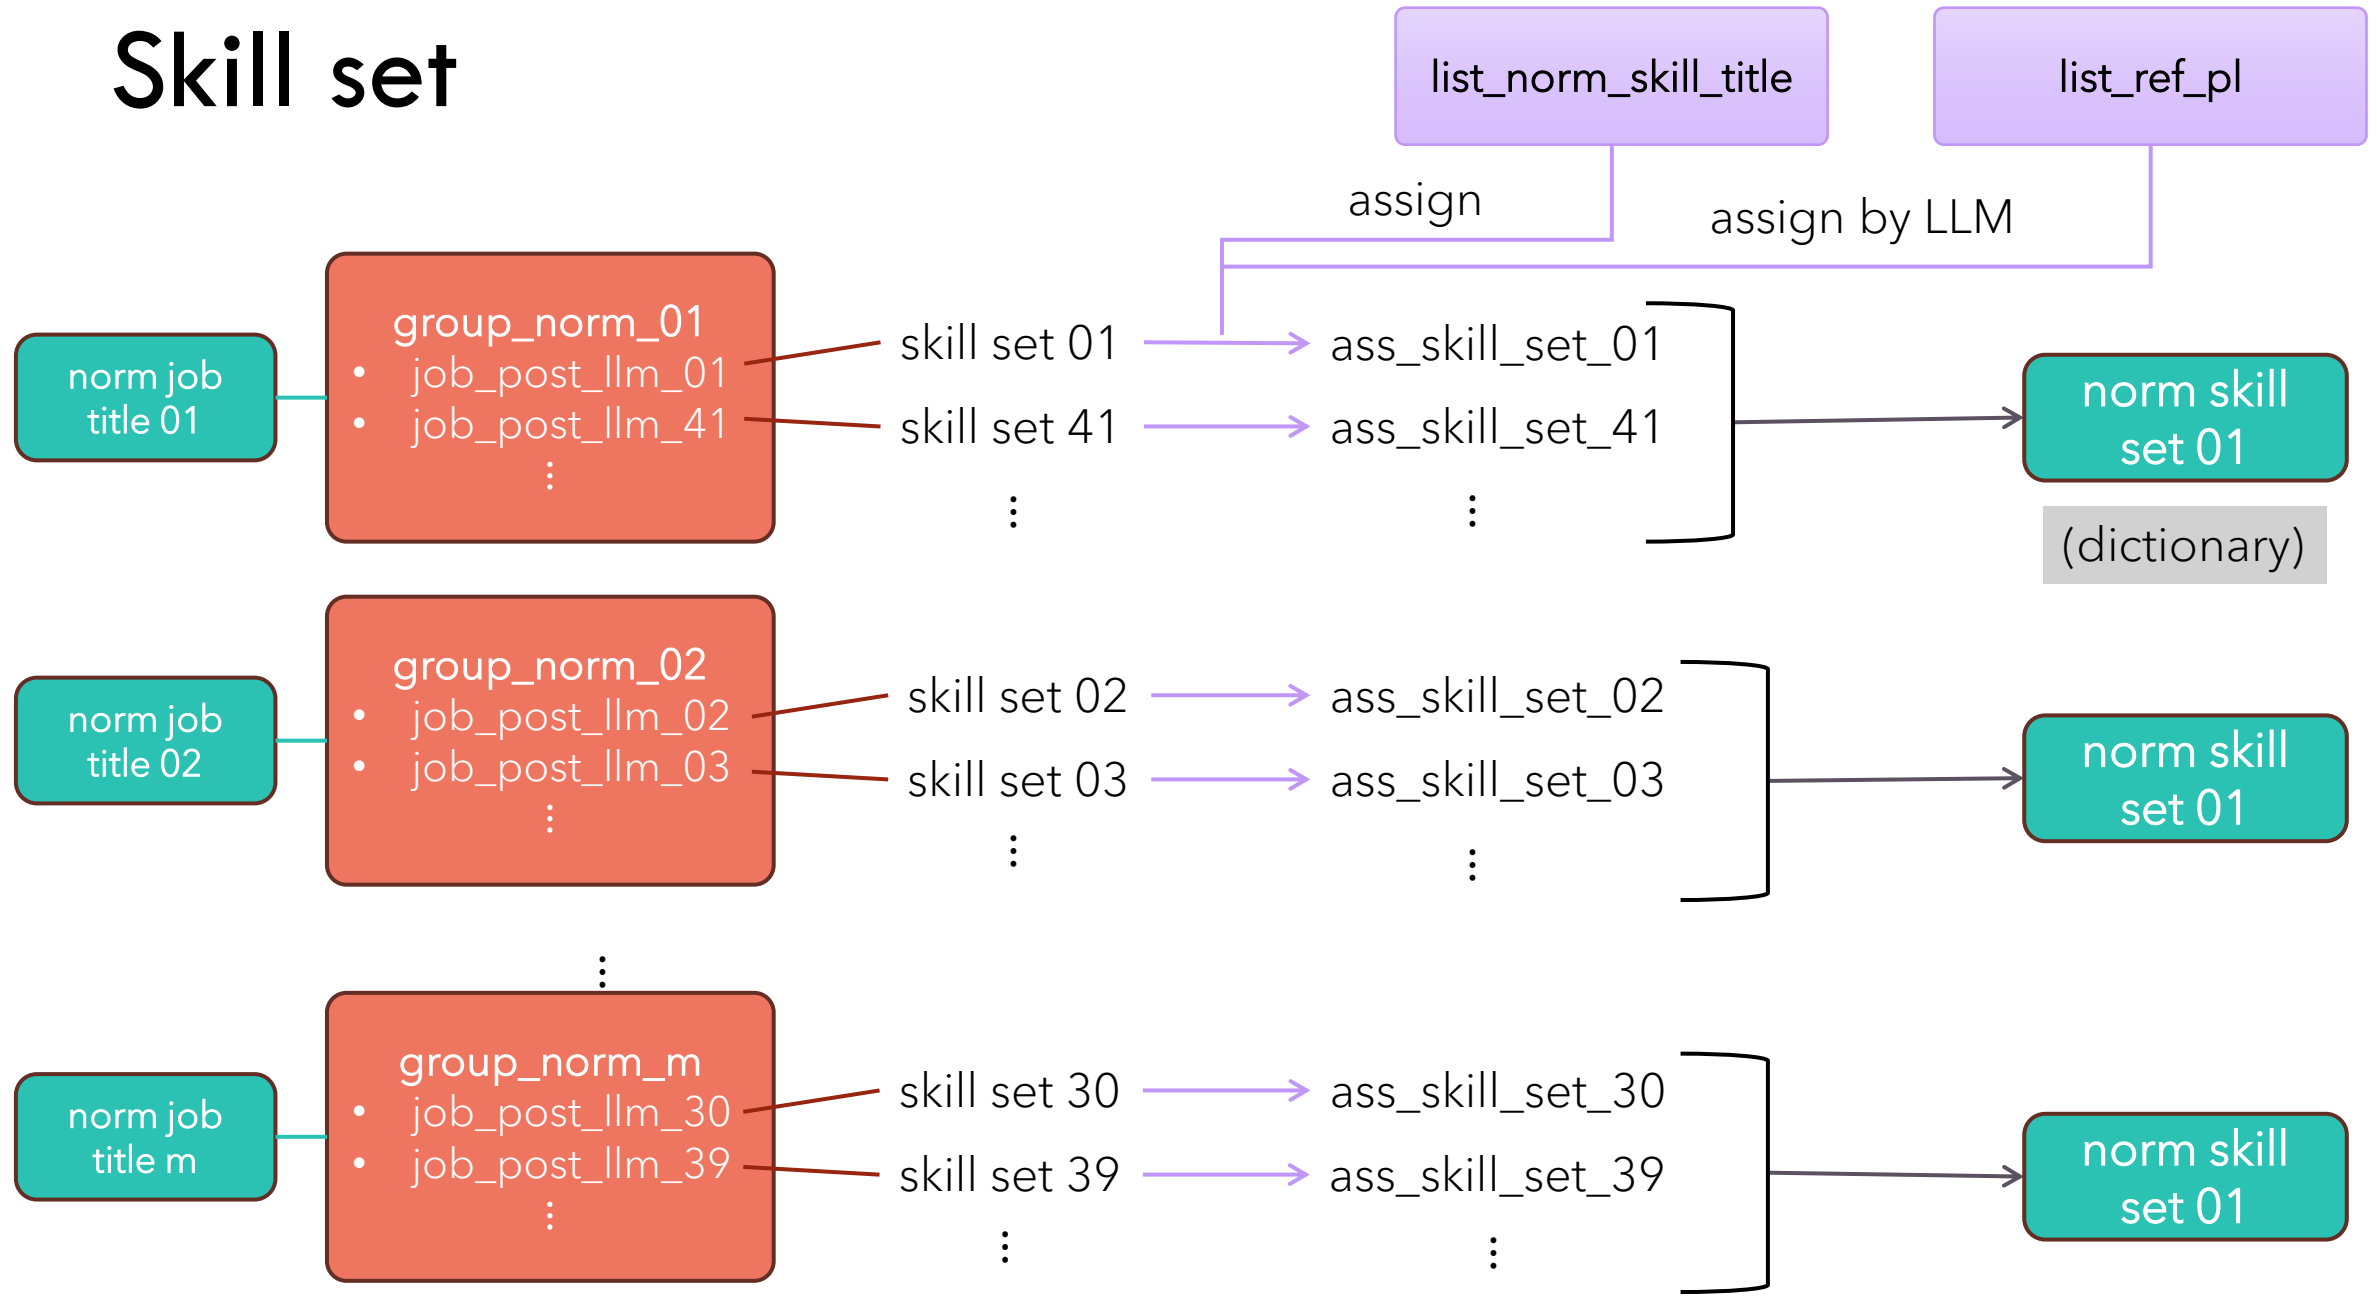 Skill set
list_norm_skill_title
list_ref_pl
assign
assign by LLM
norm job
title 01
group_norm_01
• job_post_llm_01
• job_post_llm_41
⋮
skill set 01
skill set 41
⋮
ass_skill_set_01
ass_skill_set_41
⋮
norm skill
set 01
(dictionary)
norm job
title 02
group_norm_02
• job_post_llm_02
• job_post_llm_03
⋮
skill set 02
skill set 03
⋮
ass_skill_set_02
ass_skill_set_03
⋮
norm skill
set 01
⋮
norm job
title m
group_norm_m
• job_post_llm_30
• job_post_llm_39
⋮
skill set 30
skill set 39
⋮
ass_skill_set_30
ass_skill_set_39
⋮
norm skill
set 01